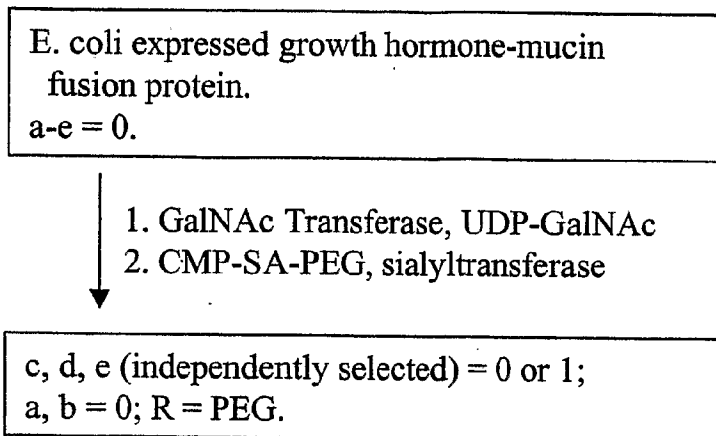 E. coli expressed growth hormone-mucin
fusion protein.
a-e = 0.
1. GalNAc Transferase, UDP-GalNAc
2. CMP-SA-PEG, sialyltransferase
c, d, e (independently selected) = 0 or 1;
a, b = 0; R = PEG.